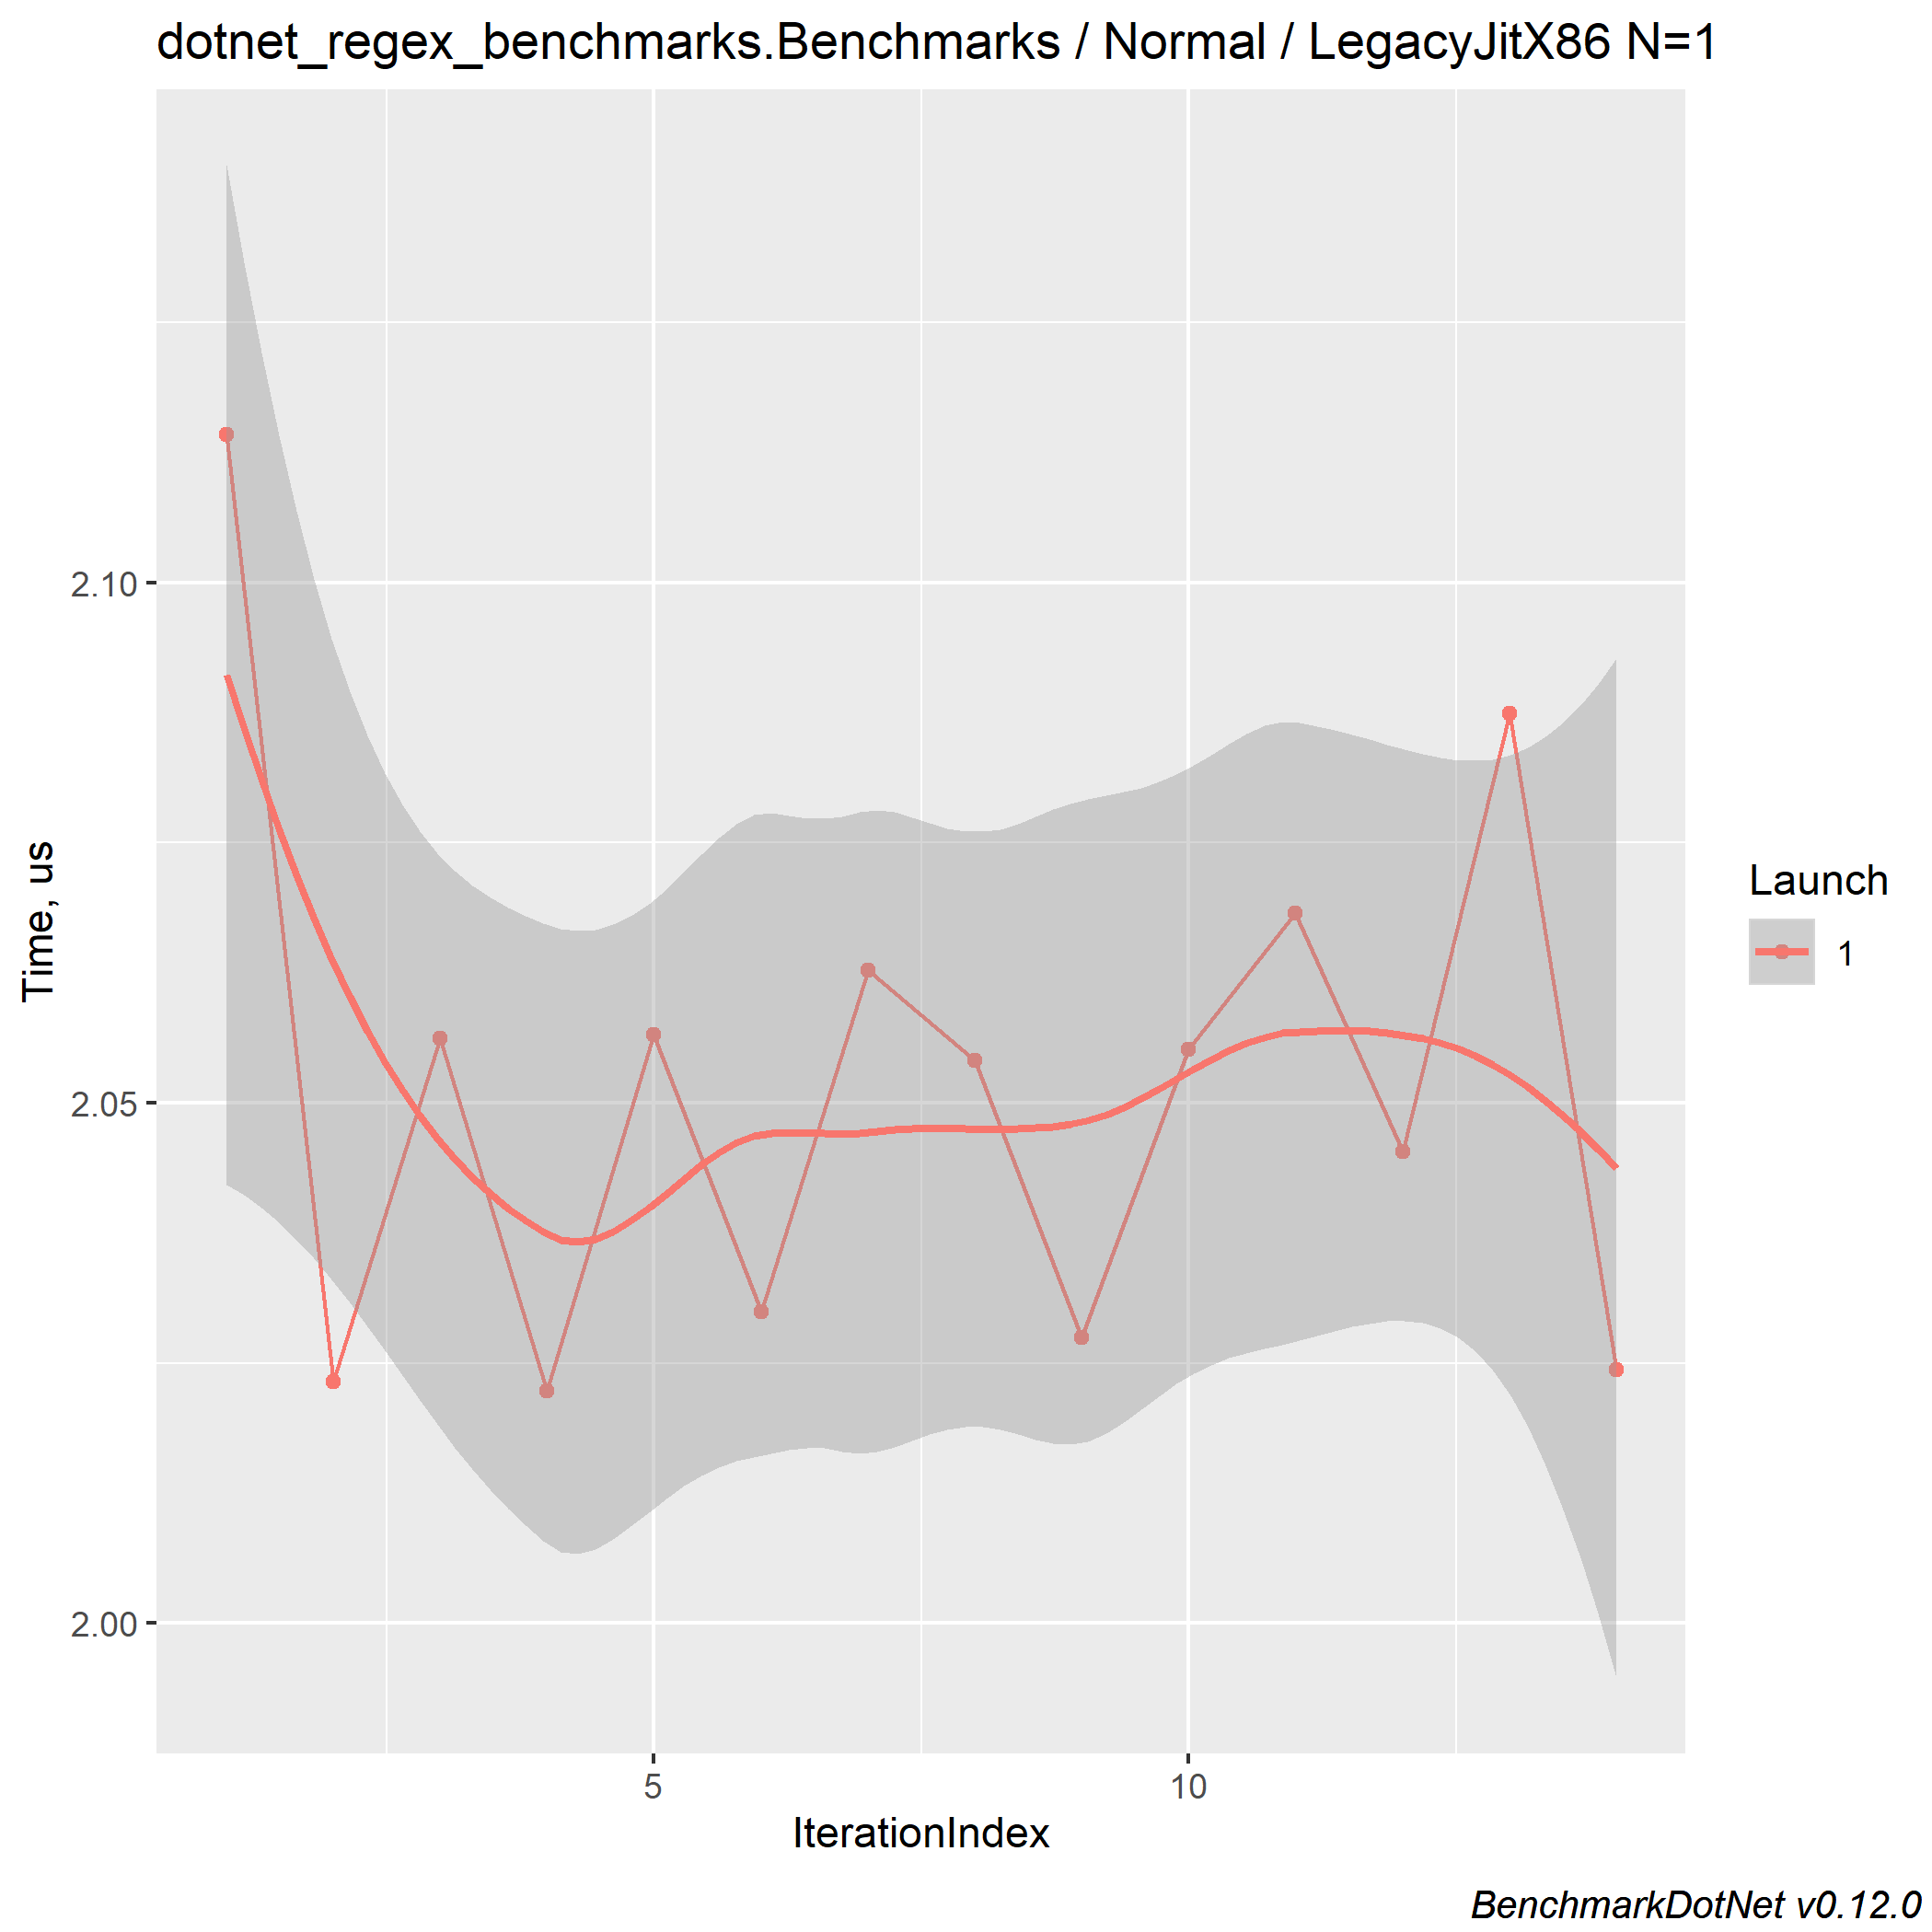 dotnet_regex_benchmarks.Benchmarks / Normal / LegacyJitX86 N=1
2.10
2.05
2.00
Time, us
5
10
IterationIndex
Launch
1
BenchmarkDotNet v0.12.0